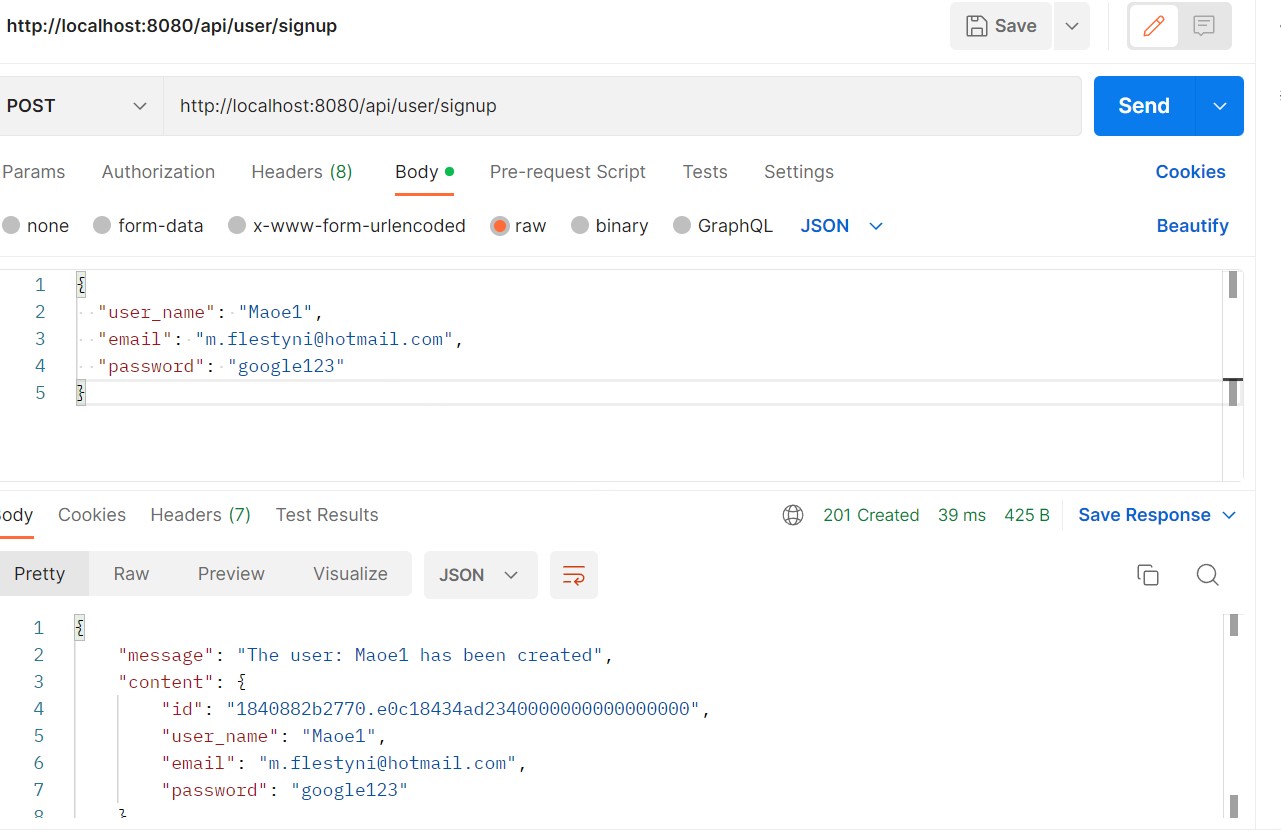 http://localhost:8080/api/user/signup Save
POST http://localhost:8080/api/user/signup Send
Params Authorization Headers (8) Body Pre-request Script Tests Settings Cookies
none form-data x-www-form-urlencoded raw binary GraphQL JSON Beautify
1 {
2 "user_name": "Maoe1",
3 "email": "m.flestyni@hotmail.com",
4 "password": "google123"
5 }
ody Cookies Headers (7) Test Results 201 Created 39 ms 425 B Save Response
Pretty Raw Preview Visualize JSON
1 {
2 "message": "The user: Maoe1 has been created",
3 "content": {
4 "id": "1840882b2770.e0c18434ad2340000000000000000",
5 "user_name": "Maoe1",
6 "email": "m.flestyni@hotmail.com",
7 "password": "google123"
8 }